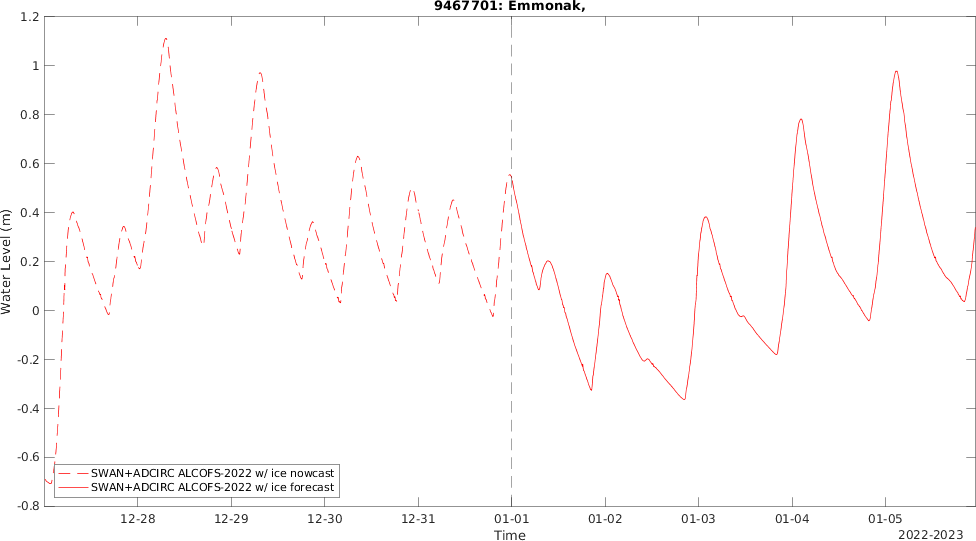 9467701: Emmonak,
1.2
1
0.8
0.6
0.4
0.2
0
-0.2
-0.4
-0.6
-0.8
Water Level (m)
SWAN+ADCIRC ALCOFS-2022 w/ ice nowcast
SWAN+ADCIRC ALCOFS-2022 w/ ice forecast
12-28 12-29 12-30 12-31 01-01 01-02 01-03 01-04 01-05
Time
2022-2023